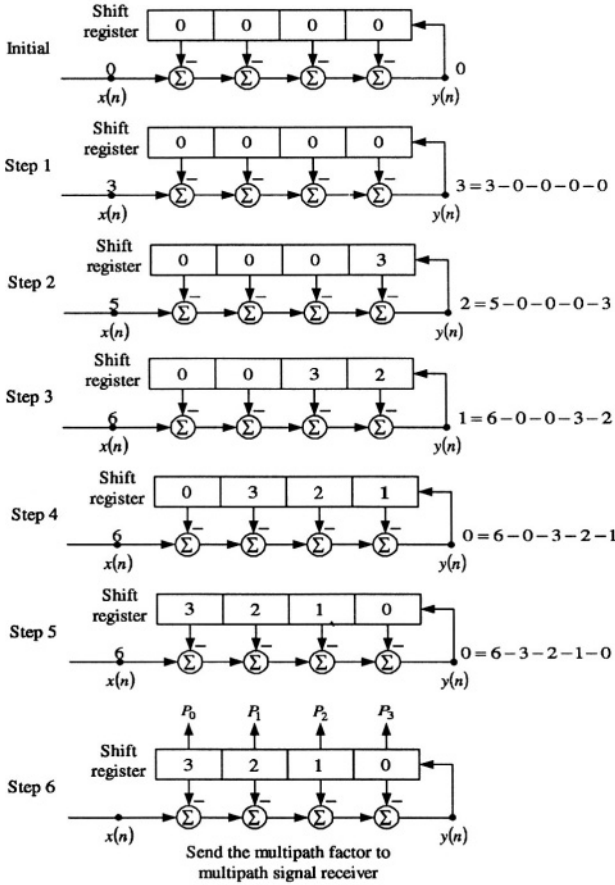 Initial
Shift register
0 0 0 0
0
x(n)
− − − −
Σ Σ Σ Σ
0
y(n)
Step 1
Shift register
0 0 0 0
3
x(n)
− − − −
Σ Σ Σ Σ
3=3−0−0−0−0
y(n)
Step 2
Shift register
0 0 0 3
5
x(n)
− − − −
Σ Σ Σ Σ
2=5−0−0−0−3
y(n)
Step 3
Shift register
0 0 3 2
6
x(n)
− − − −
Σ Σ Σ Σ
1=6−0−0−3−2
y(n)
Step 4
Shift register
0 3 2 1
6
x(n)
− − − −
Σ Σ Σ Σ
0=6−0−3−2−1
y(n)
Step 5
Shift register
3 2 1 0
6
x(n)
− − − −
Σ Σ Σ Σ
0=6−3−2−1−0
y(n)
P0 P1 P2 P3
Step 6
Shift register
3 2 1 0
x(n)
− − − −
Σ Σ Σ Σ
y(n)
Send the multipath factor to
multipath signal receiver